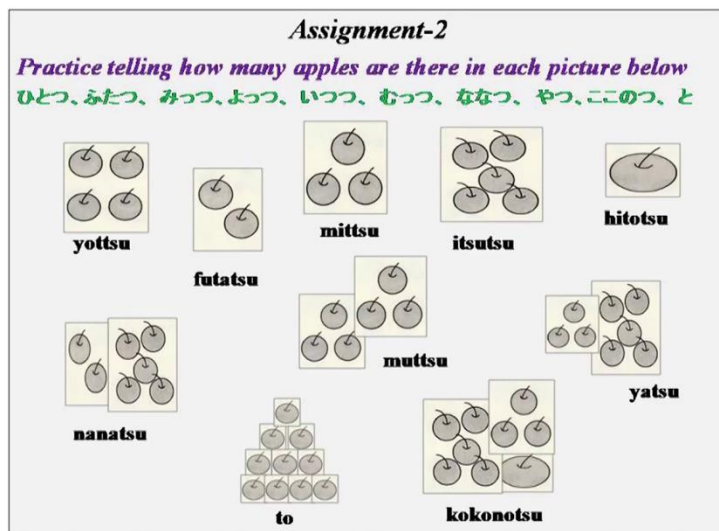 Assignment-2
Practice telling how many apples are there in each picture below
ひとつ、ふたつ、みっつ、よっつ、いつつ、むっつ、ななつ、やつ、ここのつ、と
yottsu
futatsu
mittsu
itsutsu
hitotsu
nanatsu
muttsu
yatsu
to
kokonotsu